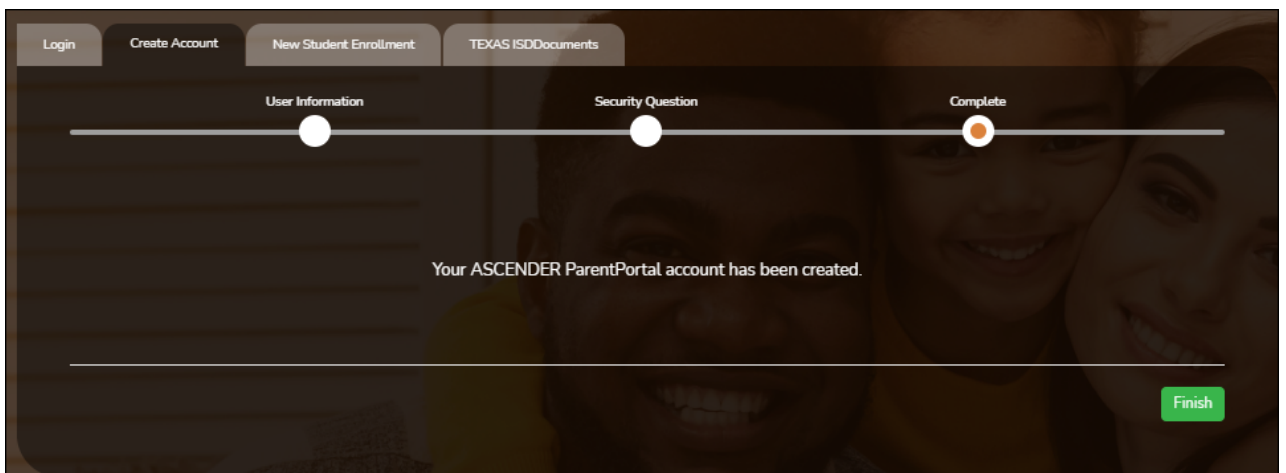 Login Create Account New Student Enrollment TEXAS ISDDocuments
User Information Security Question Complete
Your ASCENDER ParentPortal account has been created.
Finish